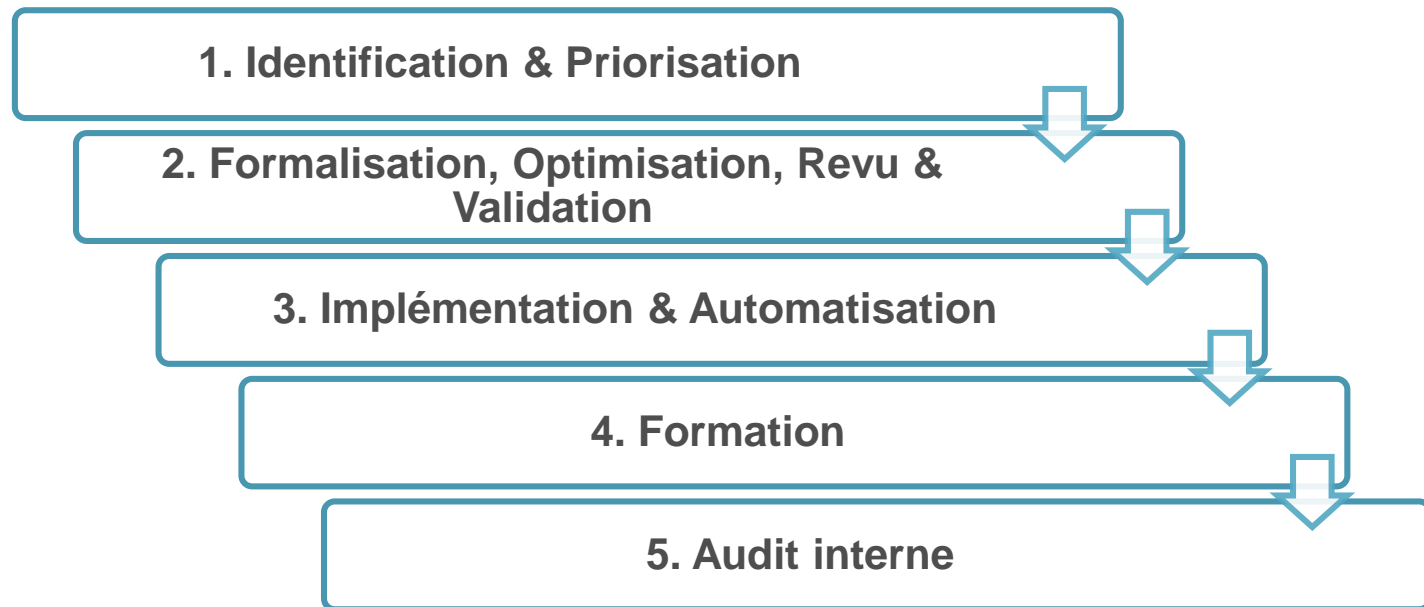 1. Identification & Priorisation
2. Formalisation, Optimisation, Revu &
Validation
3. Implémentation & Automatisation
4. Formation
5. Audit interne